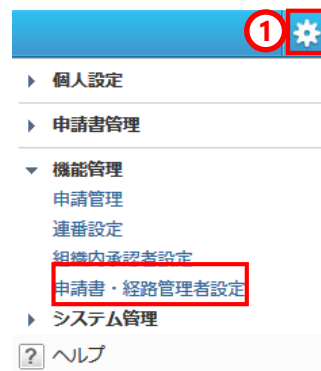 1
個人設定
申請書管理
機能管理
申請管理
連番設定
組織内承認者設定
申請書・経路管理者設定
システム管理
? ヘルプ